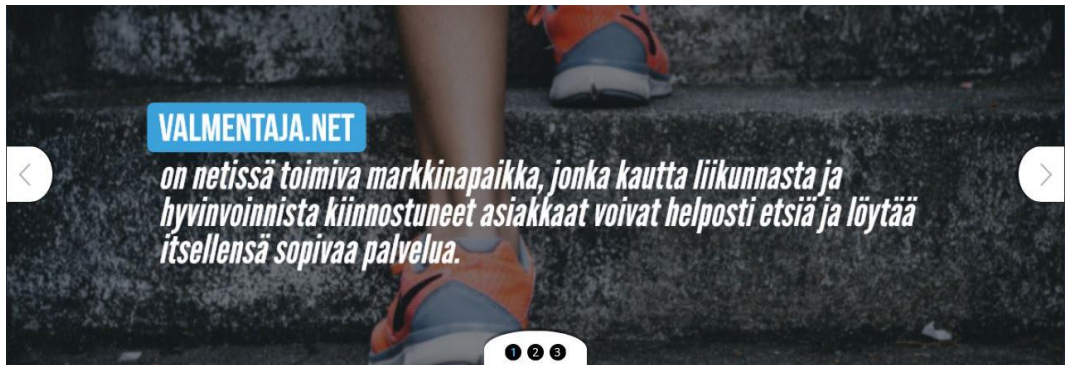 VALMENTAJA.NET
on netissä toimiva markkinapaikka, jonka kautta liikunnasta ja
hyvinvoinnista kiinnostuneet asiakkaat voivat helposti etsiä ja löytää
itsellensä sopivaa palvelua.
1 2 3